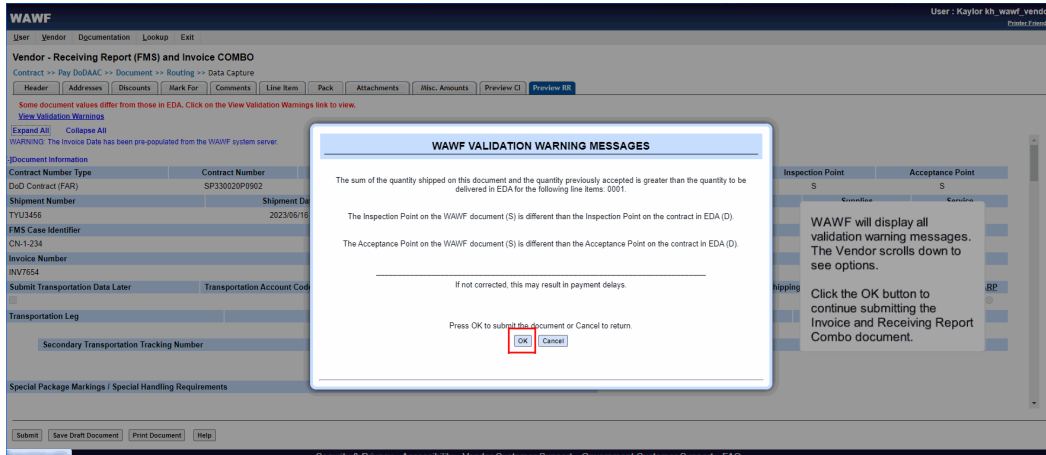 WAWF
User : Kaylor kh_wawf_vendo
Printer Friend
User Vendor Documentation Lookup Exit
Vendor - Receiving Report (FMS) and Invoice COMBO
Contract >> Pay DoDAAC >> Document >> Routing >> Data Capture
Header Addresses Discounts Mark For Comments Line Item Pack Attachments Misc. Amounts Preview CI Preview RR
Some document values differ from those in EDA. Click on the View Validation Warnings link to view.
View Validation Warnings
Expand All Collapse All
WARNING: The Invoice Date has been pre-populated from the WAWF system server.
-]Document Information
Contract Number Type Contract Number Inspection Point Acceptance Point
DoD Contract (FAR) SP330020P0902 S S
Shipment Number Shipment Da Supplies Service
TYU3456 2023/06/16
FMS Case Identifier
CN-1-234
Invoice Number
INV7654
Submit Transportation Data Later Transportation Account Code hipping RP
Transportation Leg
Secondary Transportation Tracking Number
Special Package Markings / Special Handling Requirements
WAWF VALIDATION WARNING MESSAGES
The sum of the quantity shipped on this document and the quantity previously accepted is greater than the quantity to be
delivered in EDA for the following line items: 0001.
The Inspection Point on the WAWF document (S) is different than the Inspection Point on the contract in EDA (D).
The Acceptance Point on the WAWF document (S) is different than the Acceptance Point on the contract in EDA (D).
If not corrected, this may result in payment delays.
Press OK to submit the document or Cancel to return.
OK Cancel
WAWF will display all
validation warning messages.
The Vendor scrolls down to
see options.
Click the OK button to
continue submitting the
Invoice and Receiving Report
Combo document.
Submit Save Draft Document Print Document Help